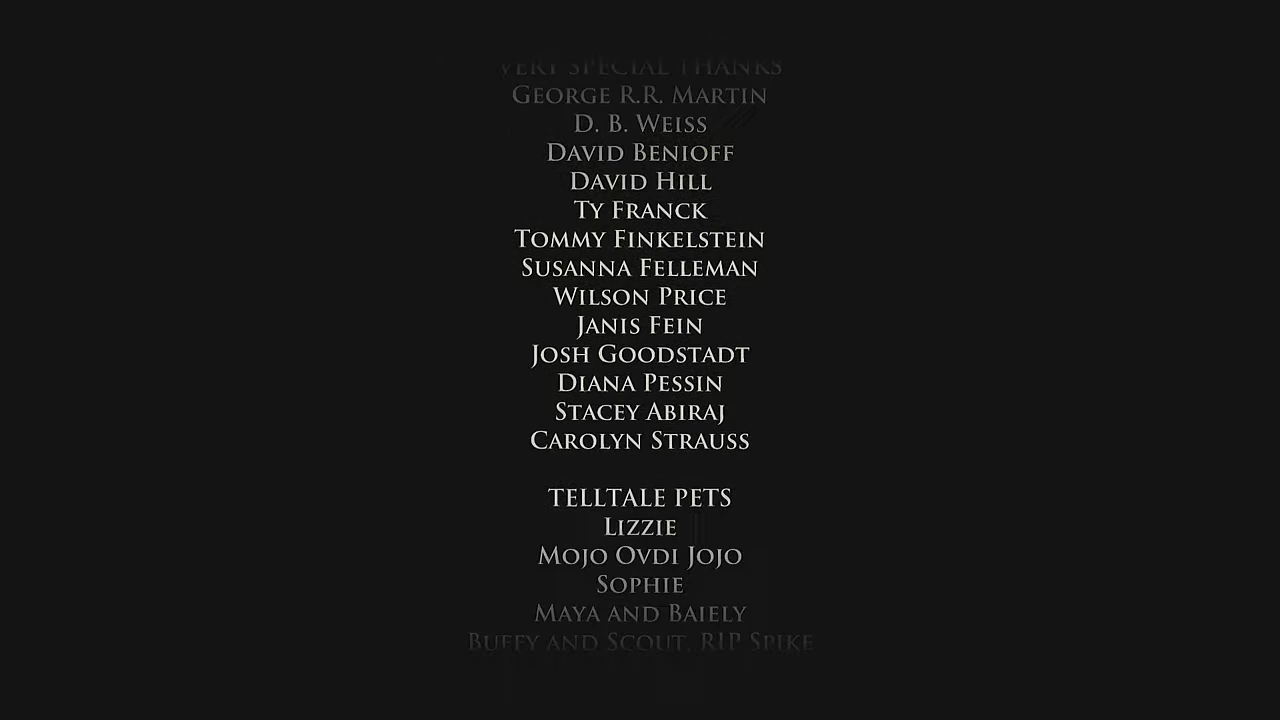 VERY SPECIAL THANKS
GEORGE R.R. MARTIN
D. B. WEISS
DAVID BENIOFF
DAVID HILL
TY FRANCK
TOMMY FINKELSTEIN
SUSANNA FELLEMAN
WILSON PRICE
JANIS FEIN
JOSH GOODSTADT
DIANA PESSIN
STACEY ABIRAJ
CAROLYN STRAUSS
TELLTALE PETS
LIZZIE
MOJO OVDI JOJO
SOPHIE
MAYA AND BAIELY
BUFFY AND SCOUT, RIP SPIKE